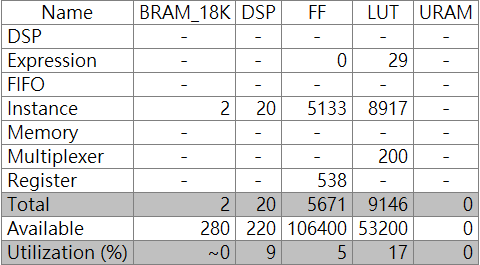 Name BRAM_18K DSP FF LUT URAM
DSP - - - - -
Expression - - 0 29 -
FIFO - - - - -
Instance 2 20 5133 8917 -
Memory - - - - -
Multiplexer - - - 200 -
Register - - 538 - -
Total 2 20 5671 9146 0
Available 280 220 106400 53200 0
Utilization (%) ~0 9 5 17 0